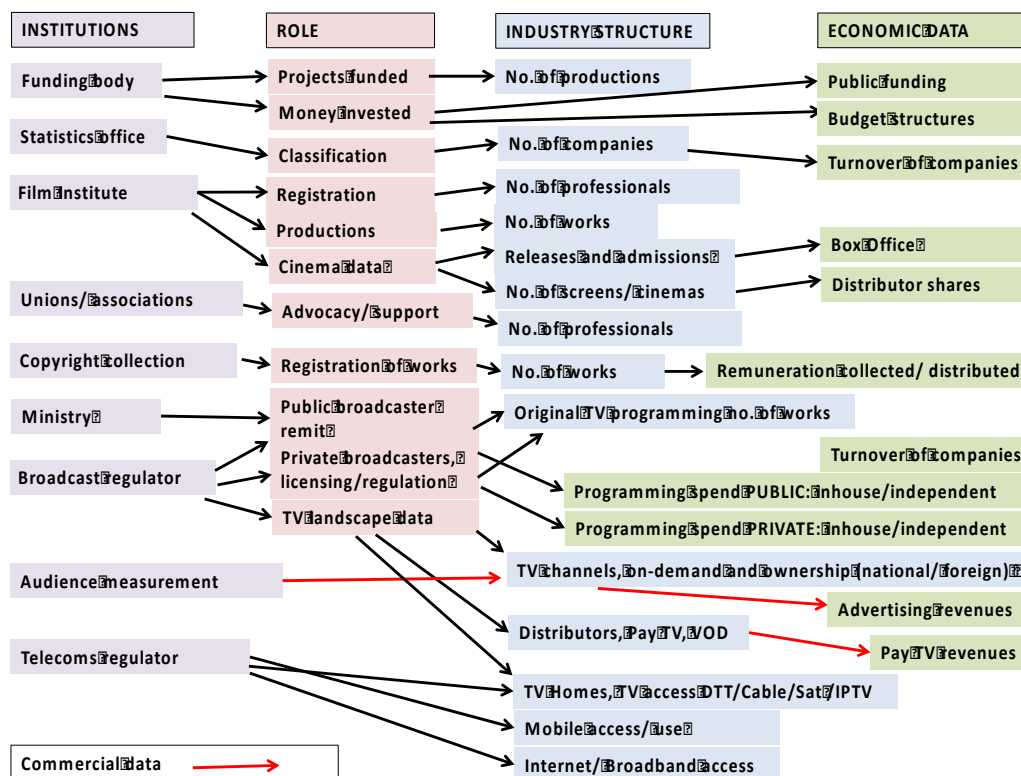 INSTITUTIONS
ROLE
INDUSTRY STRUCTURE
ECONOMIC DATA
Funding body
Projects funded
No. of productions
Public funding
Money invested
Budget structures
Statistics office
Classification
No. of companies
Turnover of companies
Film Institute
Registration
No. of professionals
Productions
No. of works
Cinema data
Releases and admissions
Box Office
No. of screens/ cinemas
Distributor shares
Unions/ associations
Advocacy/ support
No. of professionals
Copyright collection
Registration of works
No. of works
Remuneration collected/ distributed
Ministry
Public broadcaster
remit
Original TV programming no. of works
Broadcast regulator
Private broadcasters,
licensing/regulation
Turnover of companies
Programming spend PUBLIC: inhouse/independent
TV landscape data
Programming spend PRIVATE: inhouse/independent
Audience measurement
TV channels, on-demand and ownership (national/ foreign)
Advertising revenues
Distributors, Pay TV, VOD
Pay TV revenues
Telecoms regulator
TV Homes, TV access DTT/Cable/Sat /IPTV
Mobile access/ use
Internet/ Broadband access
Commercial data